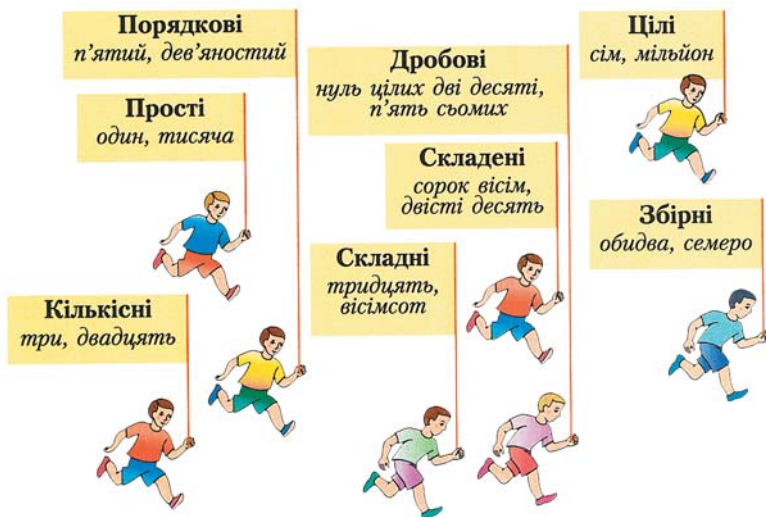 Порядкові
п'ятий, дев'яностий
Прості
один, тисяча
Кількісні
три, двадцять
Дробові
нуль цілих дві десяті,
п'ять сьомих
Складені
сорок вісім,
двісті десять
Складні
тридцять,
вісімсот
Цілі
сім, мільйон
Збірні
обидва, семеро